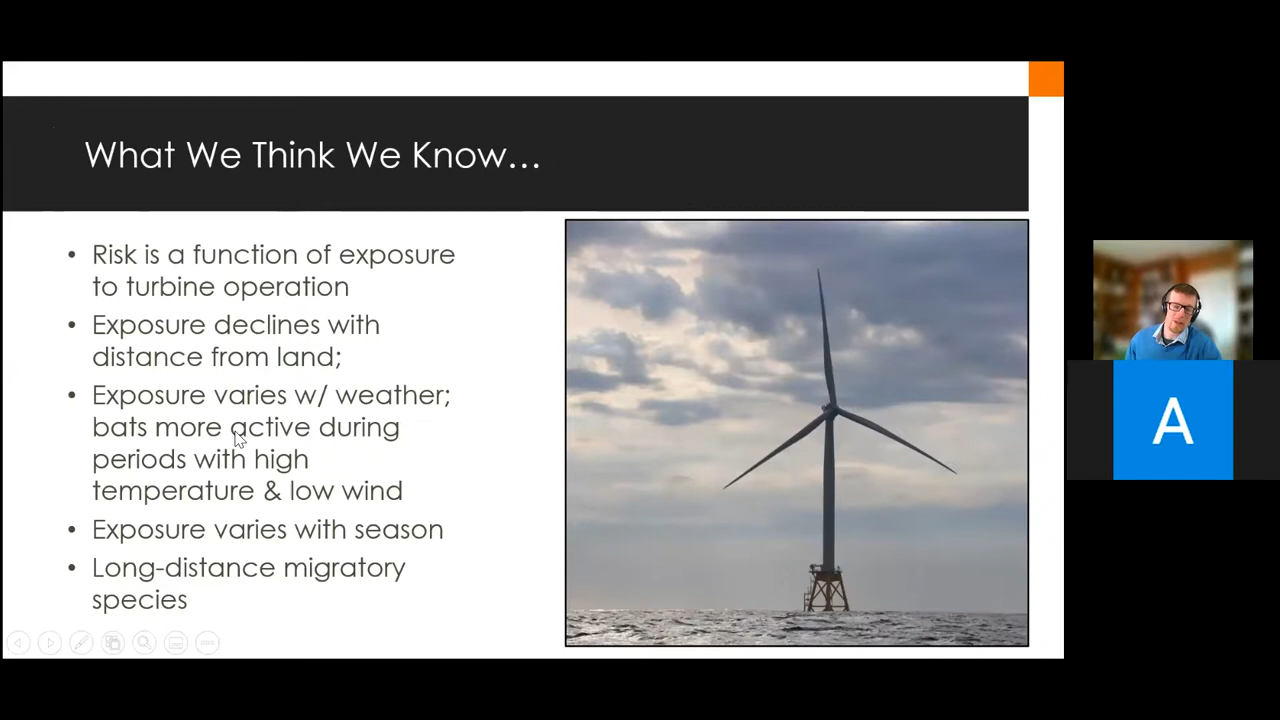 What We Think We Know…
• Risk is a function of exposure
to turbine operation
• Exposure declines with
distance from land;
• Exposure varies w/ weather;
bats more active during
periods with high
temperature & low wind
• Exposure varies with season
• Long-distance migratory
species
A